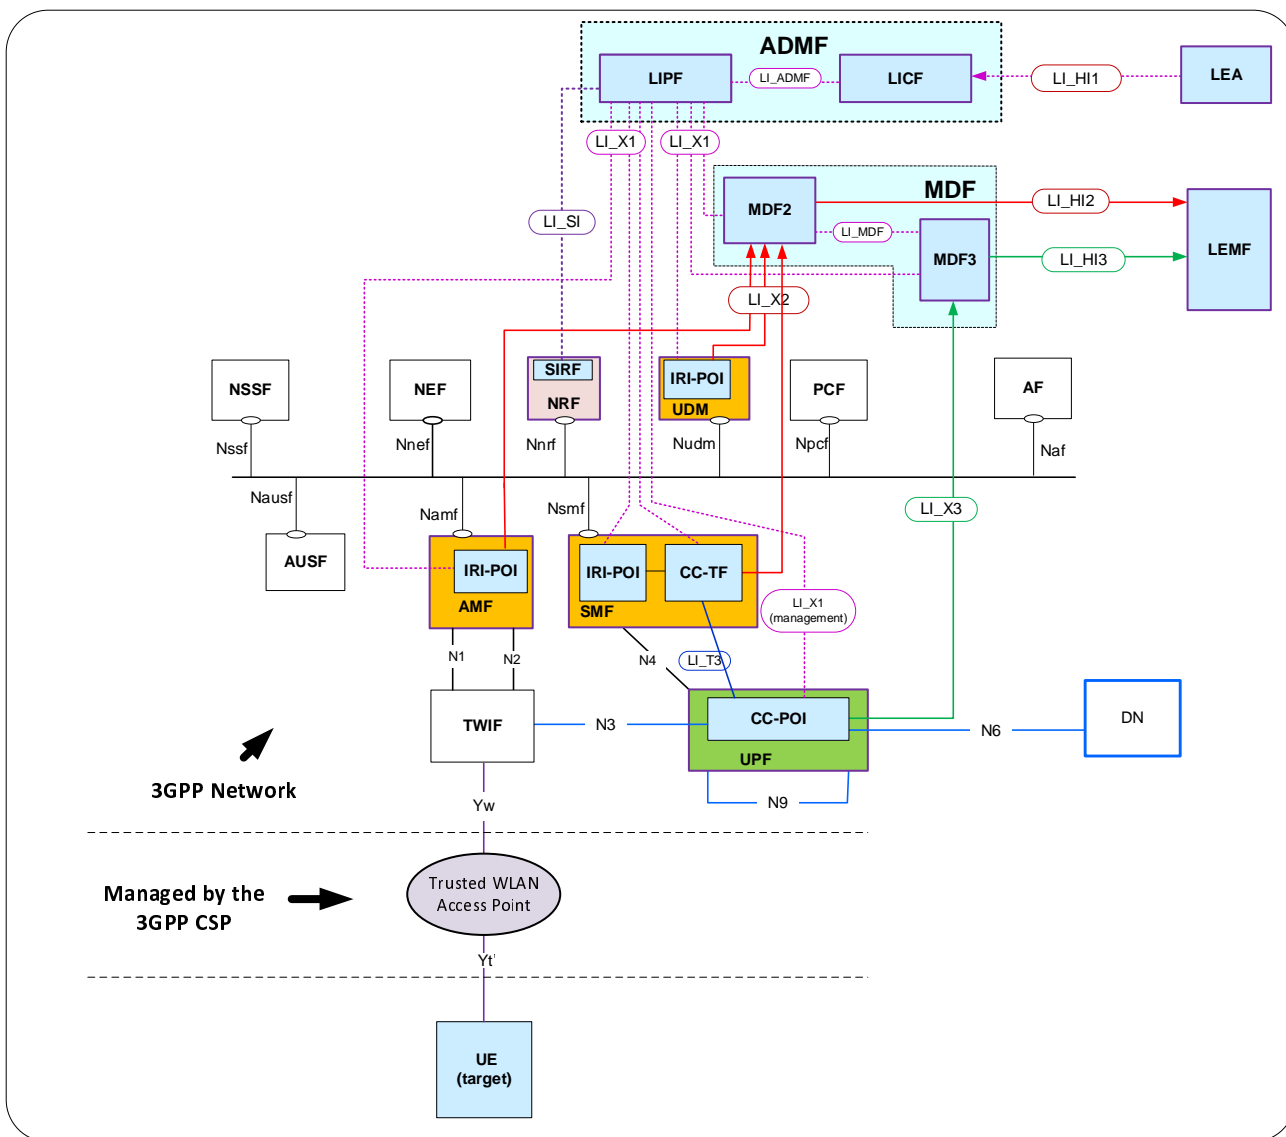 ADMF
LIPF
LI_ADMF
LICF
LI_HI1
LEA
LI_X1
LI_X1
MDF
MDF2
LI_HI2
LI_SI
LI_MDF
MDF3
LEMF
LI_HI3
LI_X2
SIRF
IRI-POI
NSSF
NEF
NRF
UDM
PCF
AF
Nssf
Nnef
Nnrf
Nudm
Npcf
Naf
Nausf
Namf
Nsmf
LI_X3
AUSF
IRI-POI
AMF
IRI-POI
CC-TF
SMF
LI_X1
(management)
N1
N2
N4
LI_T3
TWIF
N3
CC-POI
UPF
N6
DN
3GPP Network
N9
Yw
Managed by the
3GPP CSP
Trusted WLAN
Access Point
Yt'
UE
(target)